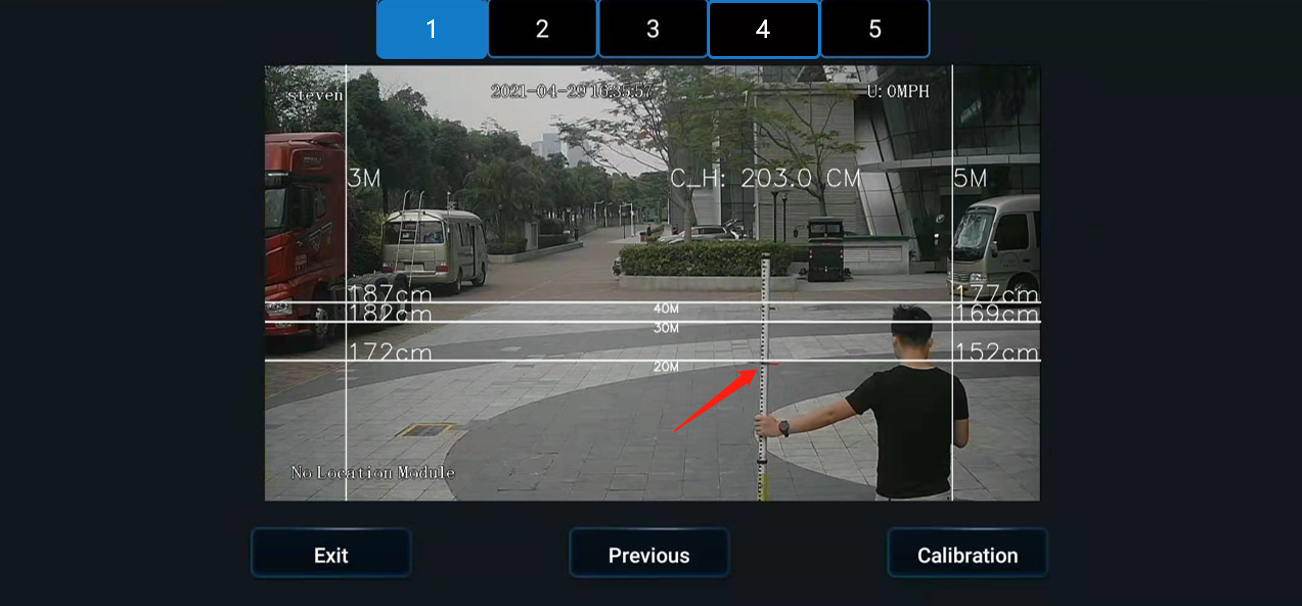 1 2 3 4 5
steven 2021-04-29 16:35:57 U: 0MPH
3M C_H: 203.0 CM 5M
187cm 177cm
40M
182cm 169cm
30M
172cm 152cm
20M
No Location Module
Exit Previous Calibration